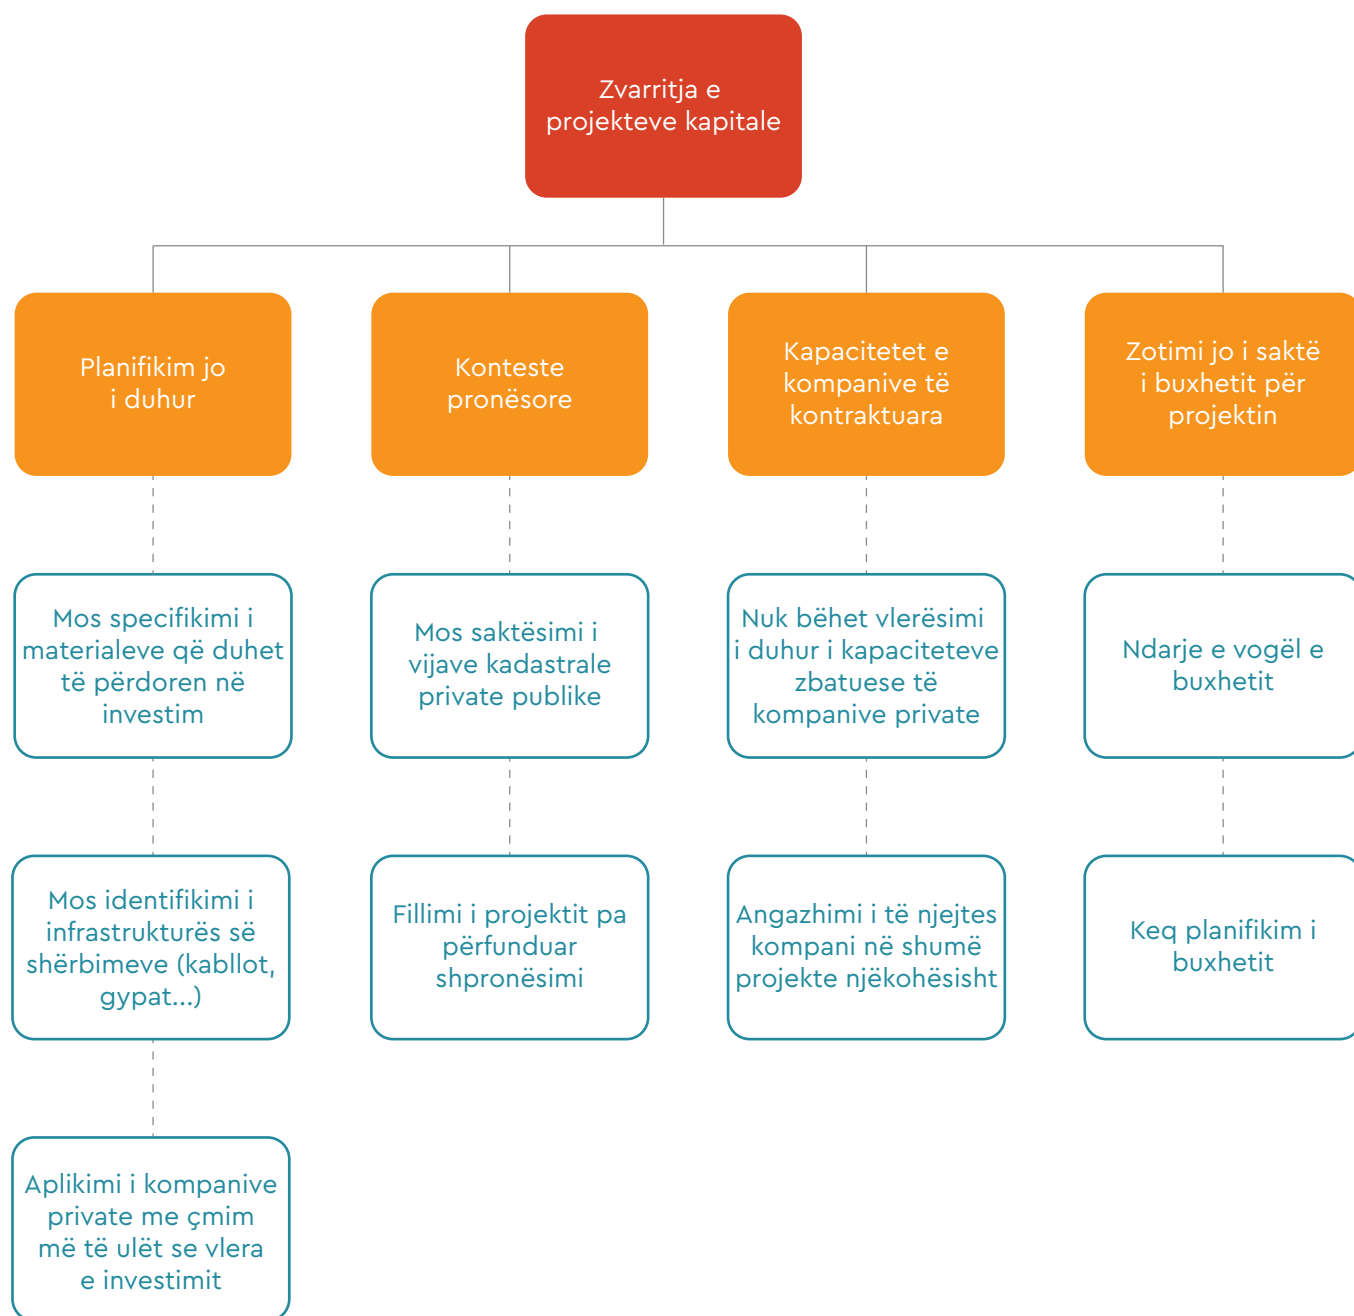 Zvarritja e
projekteve kapitale
Planifikim jo
i duhur
Konteste
pronësore
Kapacitetet e
kompanive të
kontraktuara
Zotimi jo i saktë
i buxhetit për
projektin
Mos specifikimi i
materialeve që duhet
të përdoren në
investim
Mos saktësimi i
vijave kadastrale
private publike
Nuk bëhet vlerësimi
i duhur i kapaciteteve
zbatuese të
kompanive private
Ndarje e vogël e
buxhetit
Mos identifikimi i
infrastrukturës së
shërbimeve (kabllot,
gypat...)
Fillimi i projektit pa
përfunduar
shpronësimi
Angazhimi i të njejtes
kompani në shumë
projekte njëkohësisht
Keq planifikim i
buxhetit
Aplikimi i kompanive
private me çmim
më të ulët se vlera
e investimit